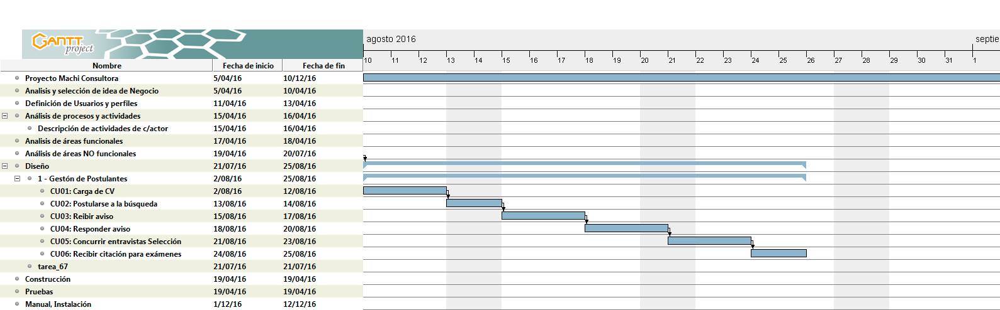 GANTT project
agosto 2016 septie
10 11 12 13 14 15 16 17 18 19 20 21 22 23 24 25 26 27 28 29 30 31 1
Nombre Fecha de inicio Fecha de fin
Proyecto Machi Consultora 5/04/16 10/12/16
Analisis y selección de idea de Negocio 5/04/16 10/04/16
Definición de Usuarios y perfiles 11/04/16 13/04/16
Análisis de procesos y actividades 15/04/16 16/04/16
Descripción de actividades de c/actor 15/04/16 16/04/16
Analisis de áreas funcionales 17/04/16 18/04/16
Análisis de áreas NO funcionales 19/04/16 20/07/16
Diseño 21/07/16 25/08/16
1 - Gestón de Postulantes 2/08/16 25/08/16
CU01: Carga de CV 2/08/16 12/08/16
CU02: Postularse a la búsqueda 13/08/16 14/08/16
CU03: Reibir aviso 15/08/16 17/08/16
CU04: Responder aviso 18/08/16 20/08/16
CU05: Concurrir entravistas Selección 21/08/16 23/08/16
CU06: Recibir citación para exámenes 24/08/16 25/08/16
tarea_67 21/07/16 21/07/16
Construcción 19/04/16 19/04/16
Pruebas 19/04/16 19/04/16
Manual, Instalación 1/12/16 12/12/16